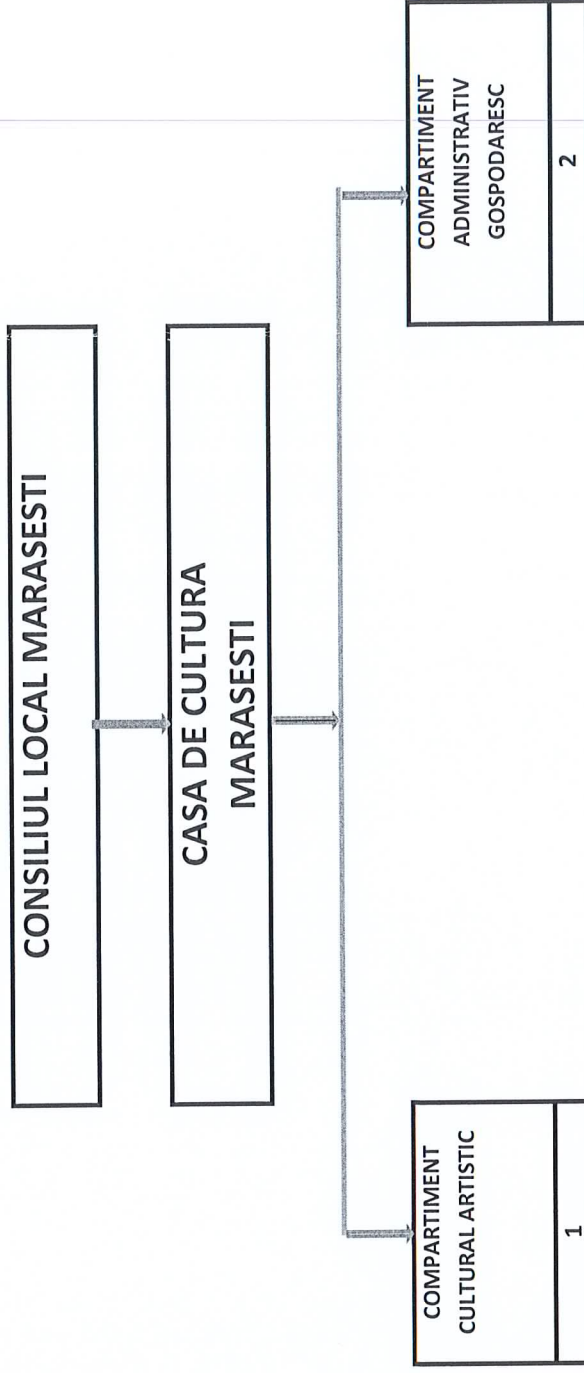 CONSILIUL LOCAL MARASESTI
CASA DE CULTURA
MARASESTI
COMPARTIMENT
CULTURAL ARTISTIC
1
COMPARTIMENT
ADMINISTRATIV
GOSPODARESC
2